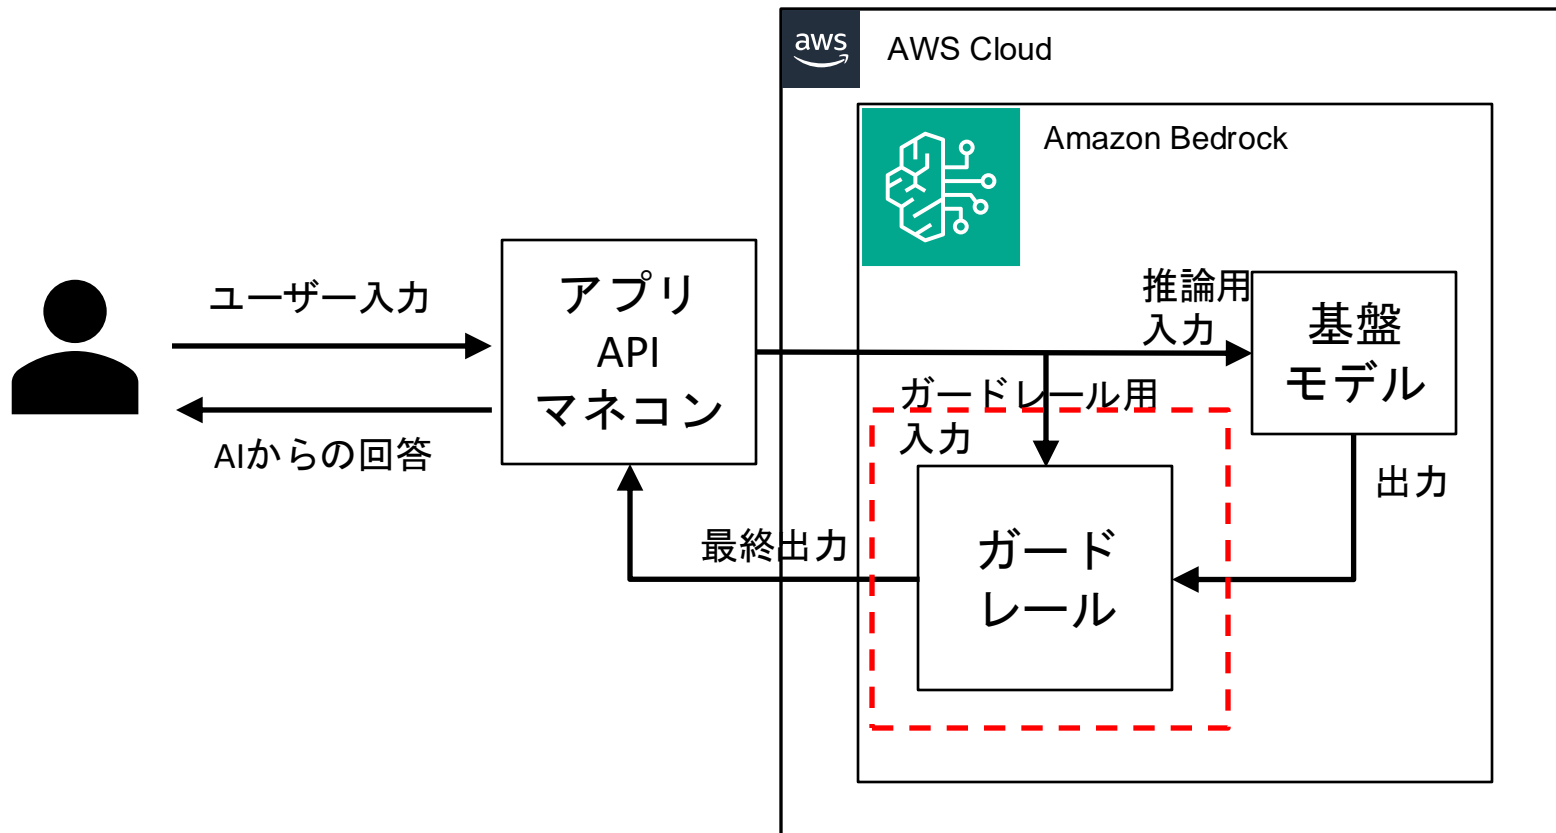 aws
AWS Cloud
Amazon Bedrock
ユーザー入力
アプリ
API
マネコン
AIからの回答
推論用
入力
基盤
モデル
ガードレール用
入力
出力
最終出力
ガード
レール